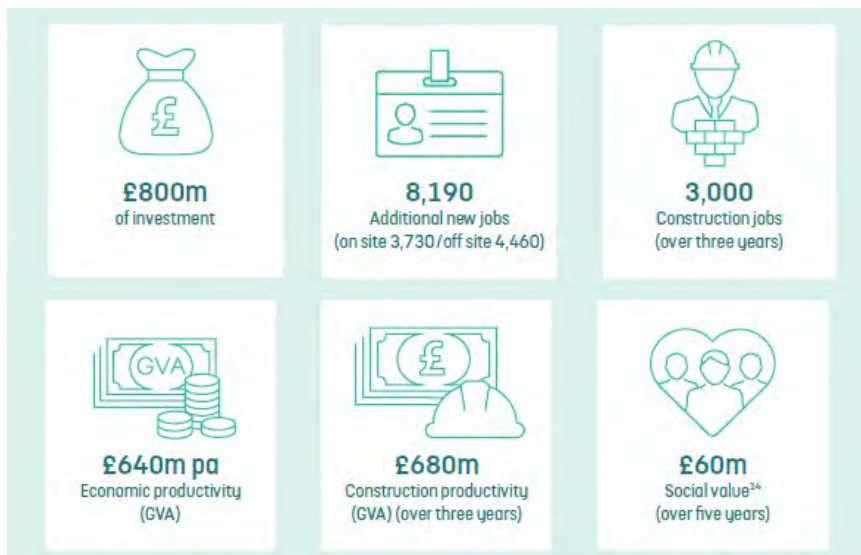 £
£800m
of investment
8,190
Additional new jobs
(on site 3,730/off site 4,460)
3,000
Construction jobs
(over three years)
GVA
£640m pa
Economic productivity
(GVA)
£
£680m
Construction productivity
(GVA) (over three years)
£60m
Social value¹⁴
(over five years)